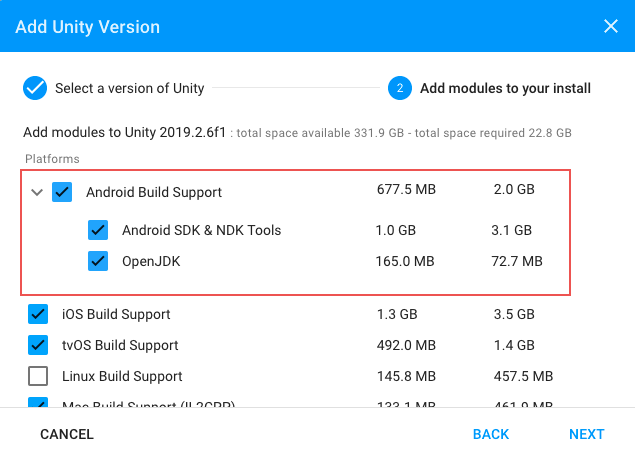 Add Unity Version
Select a version of Unity 2 Add modules to your install
Add modules to Unity 2019.2.6f1 : total space available 331.9 GB - total space required 22.8 GB
Platforms
Android Build Support 677.5 MB 2.0 GB
Android SDK & NDK Tools 1.0 GB 3.1 GB
OpenJDK 165.0 MB 72.7 MB
iOS Build Support 1.3 GB 3.5 GB
tvOS Build Support 492.0 MB 1.4 GB
Linux Build Support 145.8 MB 457.5 MB
Mac Build Support (IL2CPP) 133.1 MB 461.9 MB
CANCEL BACK NEXT